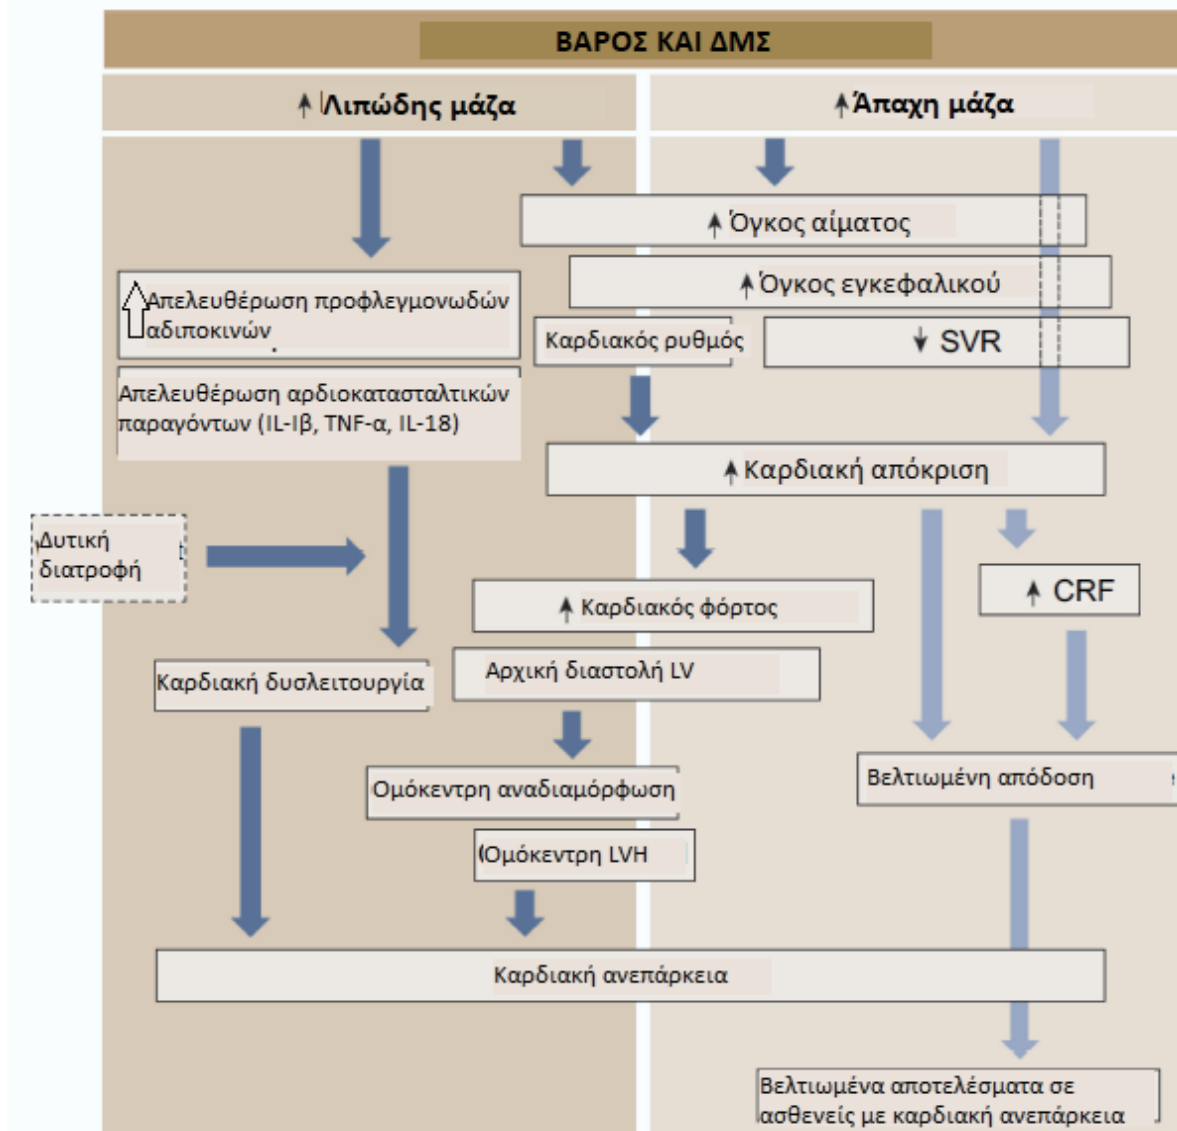 ΒΑΡΟΣ ΚΑΙ ΔΜΣ
Λιπώδης μάζα
Άπαχη μάζα
Όγκος αίματος
Όγκος εγκεφαλικού
Απελευθέρωση προφλεγμονωδών
αδιποκινών
Καρδιακός ρυθμός
SVR
Απελευθέρωση αρδιοκατασταλτικών
παραγόντων (IL-Iβ, TNF-α, IL-18)
Καρδιακή απόκριση
Δυτική
διατροφή
CRF
Καρδιακός φόρτος
Αρχική διαστολή LV
Καρδιακή δυσλειτουργία
Βελτιωμένη απόδοση
Ομόκεντρη αναδιαμόρφωση
Ομόκεντρη LVH
Καρδιακή ανεπάρκεια
Βελτιωμένα αποτελέσματα σε
ασθενείς με καρδιακή ανεπάρκεια